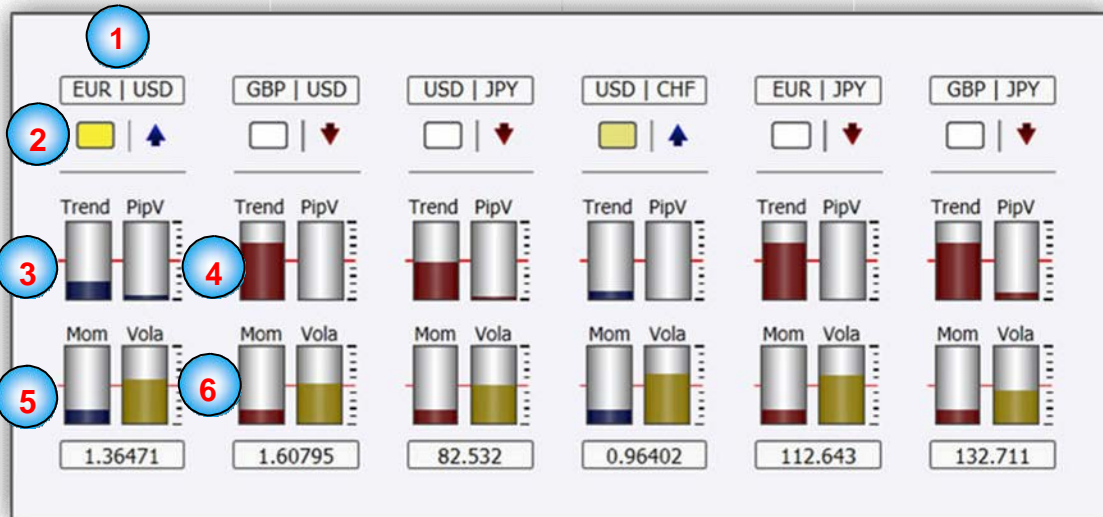 1
EUR | USD GBP | USD USD | JPY USD | CHF EUR | JPY GBP | JPY
2
Trend PipV Trend PipV Trend PipV Trend PipV Trend PipV Trend PipV
3 4
Mom Vola Mom Vola Mom Vola Mom Vola Mom Vola Mom Vola
5 6
1.36471 1.60795 82.532 0.96402 112.643 132.711